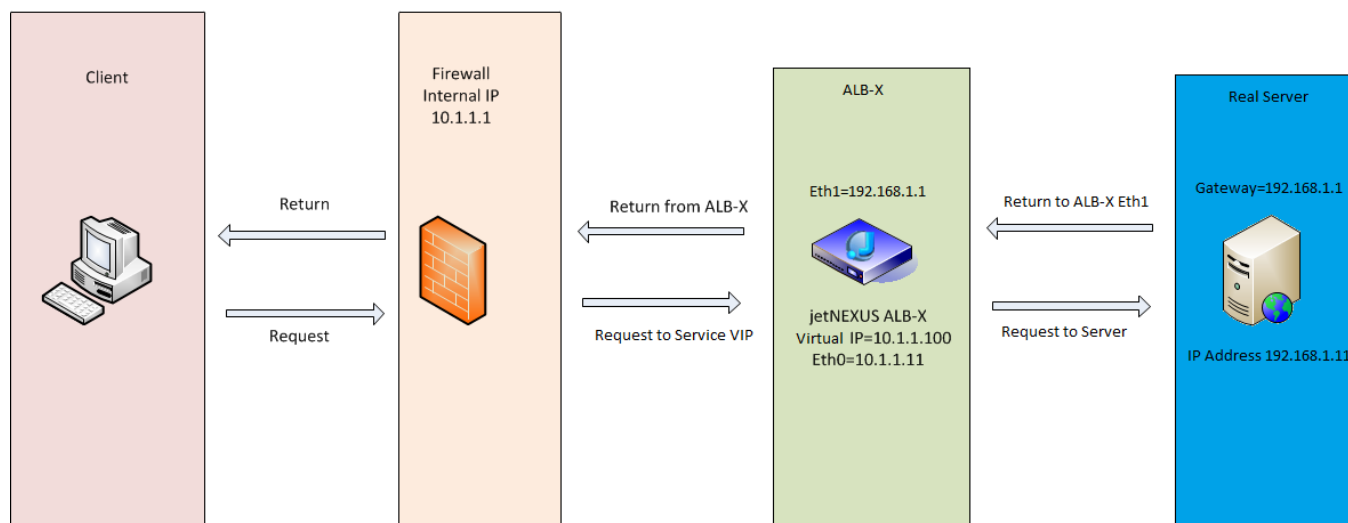 Client
Return
Request
Firewall
Internal IP
10.1.1.1
Return from ALB-X
Request to Service VIP
ALB-X
Eth1=192.168.1.1
jetNEXUS ALB-X
Virtual IP=10.1.1.100
Eth0=10.1.1.11
Return to ALB-X Eth1
Request to Server
Real Server
Gateway=192.168.1.1
IP Address 192.168.1.11